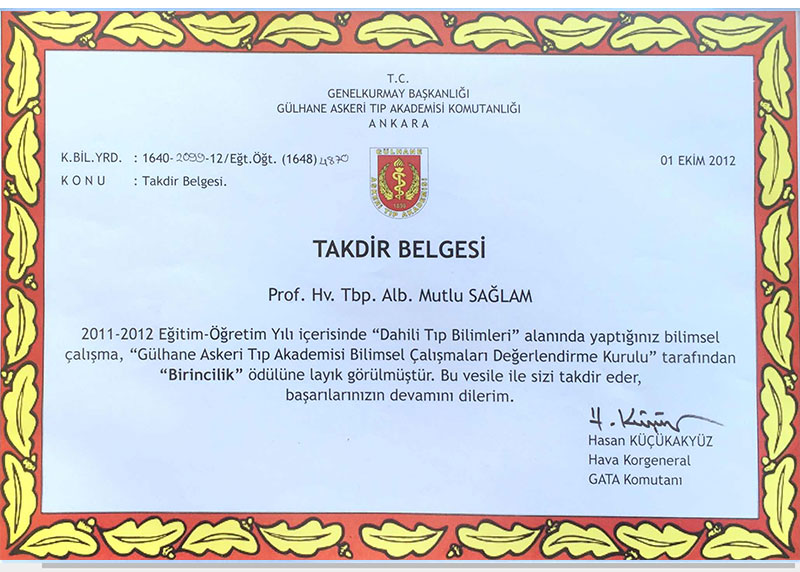 T.C.
GENELKURMAY BAŞKANLIĞI
GÜLHANE ASKERİ TIP AKADEMİSİ KOMUTANLIĞI
ANKARA
K.BİL.YRD. : 1640-2099-12/Eğt.Öğt. (1648) 4870
01 EKİM 2012
KONU : Takdir Belgesi.
GÜLHANE
ASKERİ TIP AKADEMİSİ
1898
TAKDİR BELGESİ
Prof. Hv. Tbp. Alb. Mutlu SAĞLAM
2011-2012 Eğitim-Öğretim Yılı içerisinde “Dahili Tıp Bilimleri” alanında yaptığınız bilimsel
çalışma, “Gülhane Askeri Tıp Akademisi Bilimsel Çalışmaları Değerlendirme Kurulu” tarafından
“Birincilik” ödülüne layık görülmüştür. Bu vesile ile sizi takdir eder,
başarılarınızın devamını dilerim.
H. Küçük
Hasan KÜÇÜKAKYÜZ
Hava Korgeneral
GATA Komutanı